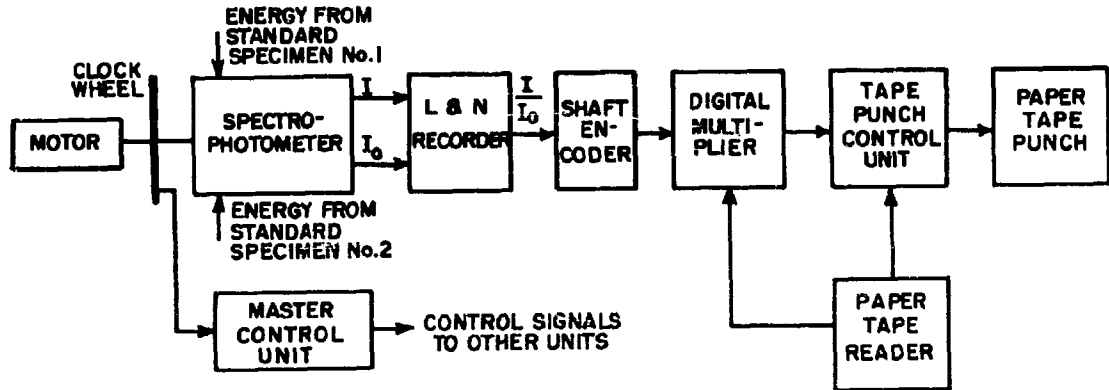 ENERGY FROM
STANDARD
SPECIMEN No.1
CLOCK
WHEEL
MOTOR
SPECTRO-
PHOTOMETER
I
I₀
L & N
RECORDER
I
I₀
SHAFT
EN-
CODER
DIGITAL
MULTI-
PLIER
TAPE
PUNCH
CONTROL
UNIT
PAPER
TAPE
PUNCH
ENERGY FROM
STANDARD
SPECIMEN No.2
MASTER
CONTROL
UNIT
CONTROL SIGNALS
TO OTHER UNITS
PAPER
TAPE
READER